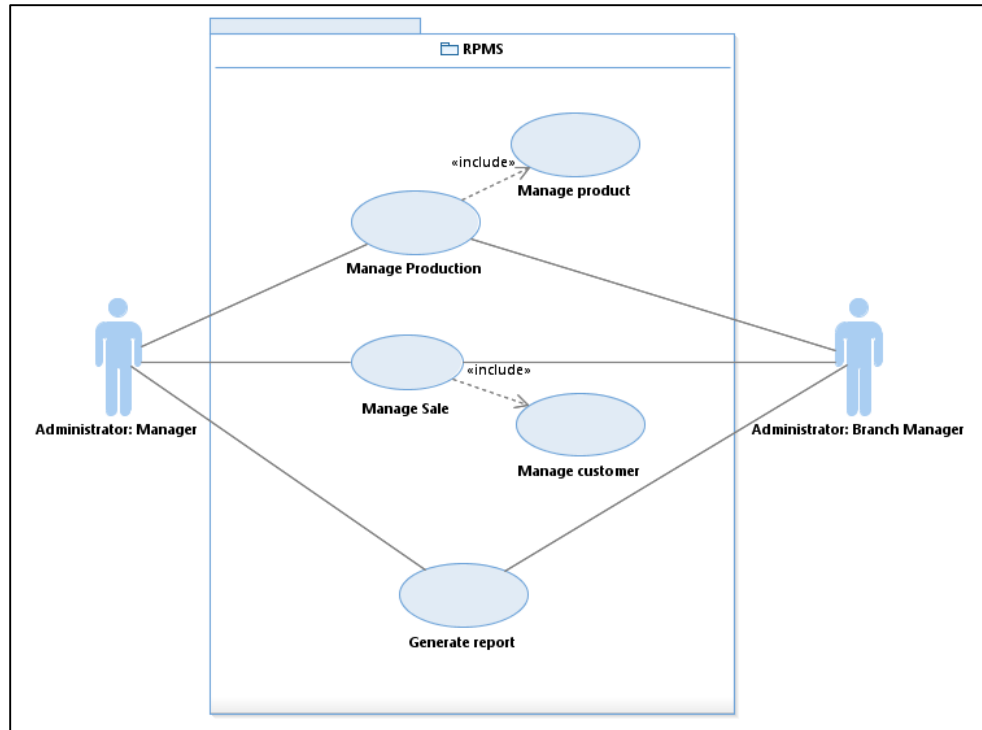 RPMS
«include»
Manage product
Manage Production
«include»
Manage Sale
Administrator: Manager
Administrator: Branch Manager
Manage customer
Generate report